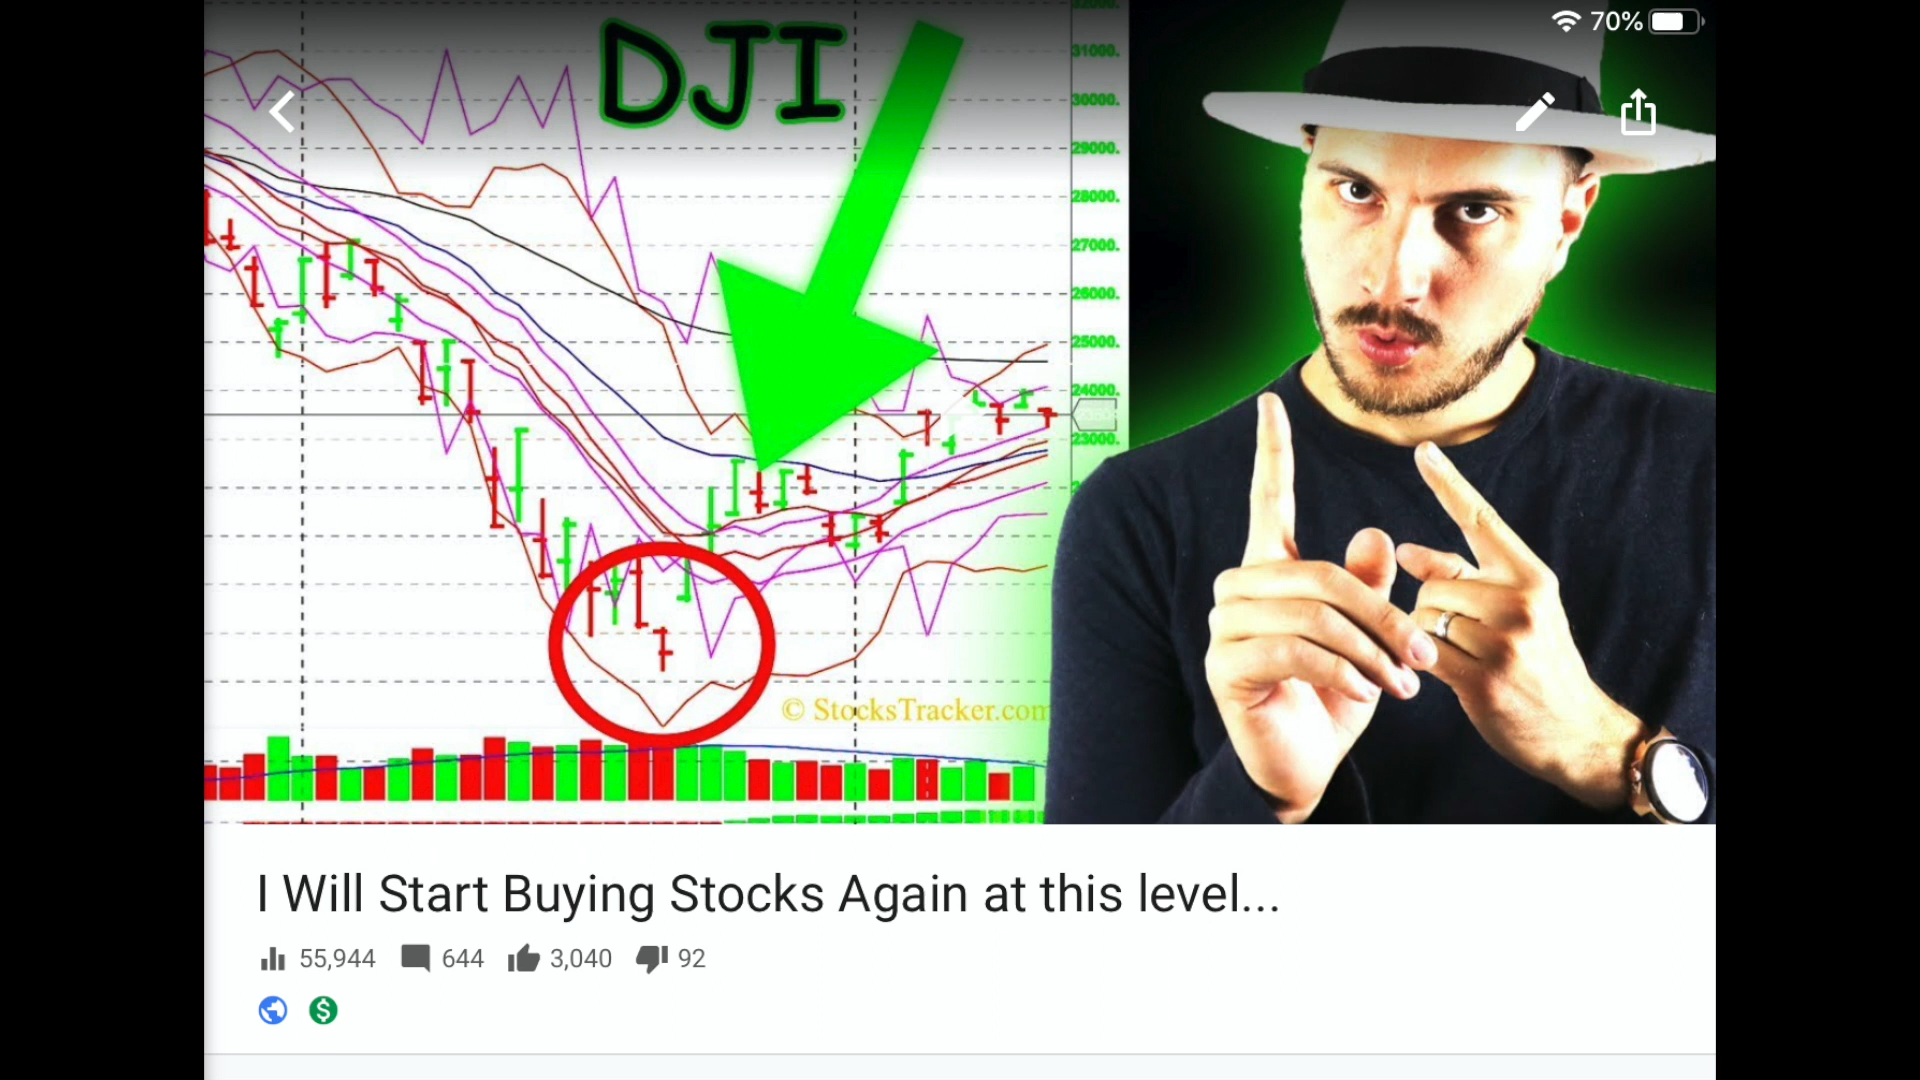 70%
DJI
32000.
31000.
30000.
29000.
28000.
27000.
26000.
25000.
24000.
23000.
© StocksTracker.com
I Will Start Buying Stocks Again at this level...
55,944 644 3,040 92